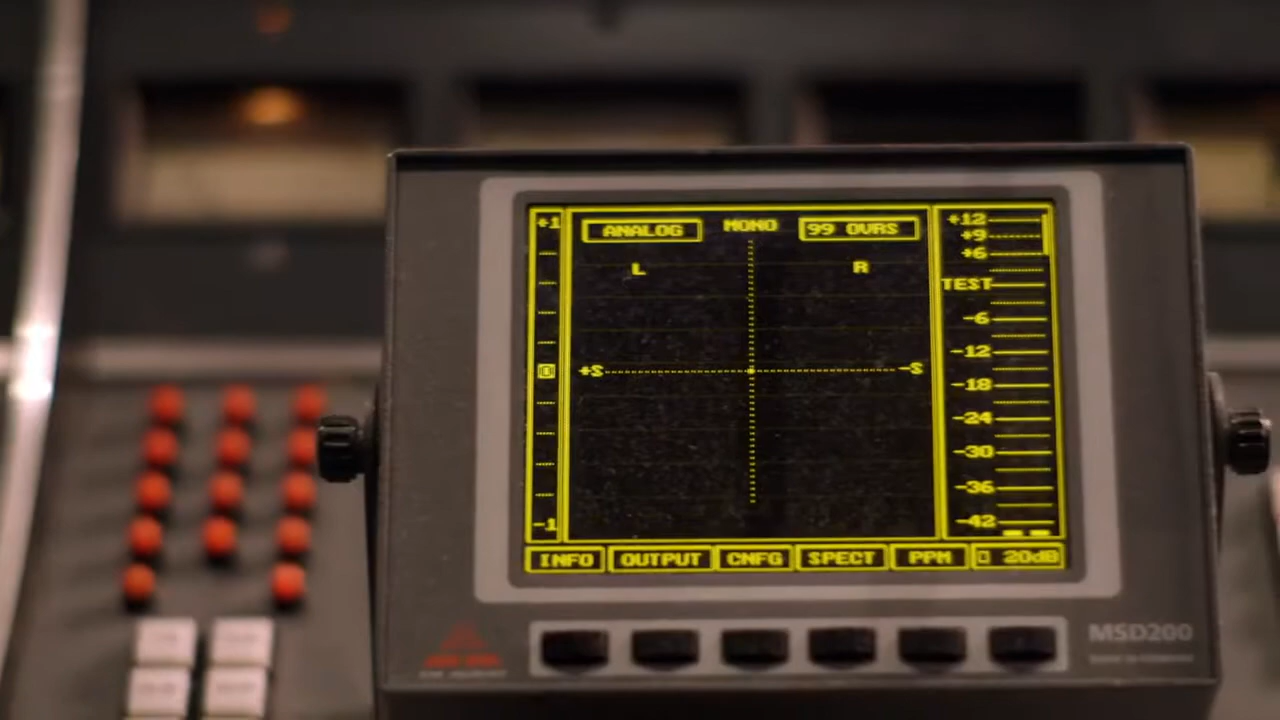 +1
ANALOG MONO 99 OVRS
L R
+S -S
0
-1
+12
+9
+6
TEST
-6
-12
-18
-24
-30
-36
-42
INFO OUTPUT CNFG SPECT PPM 20dB
MSD200